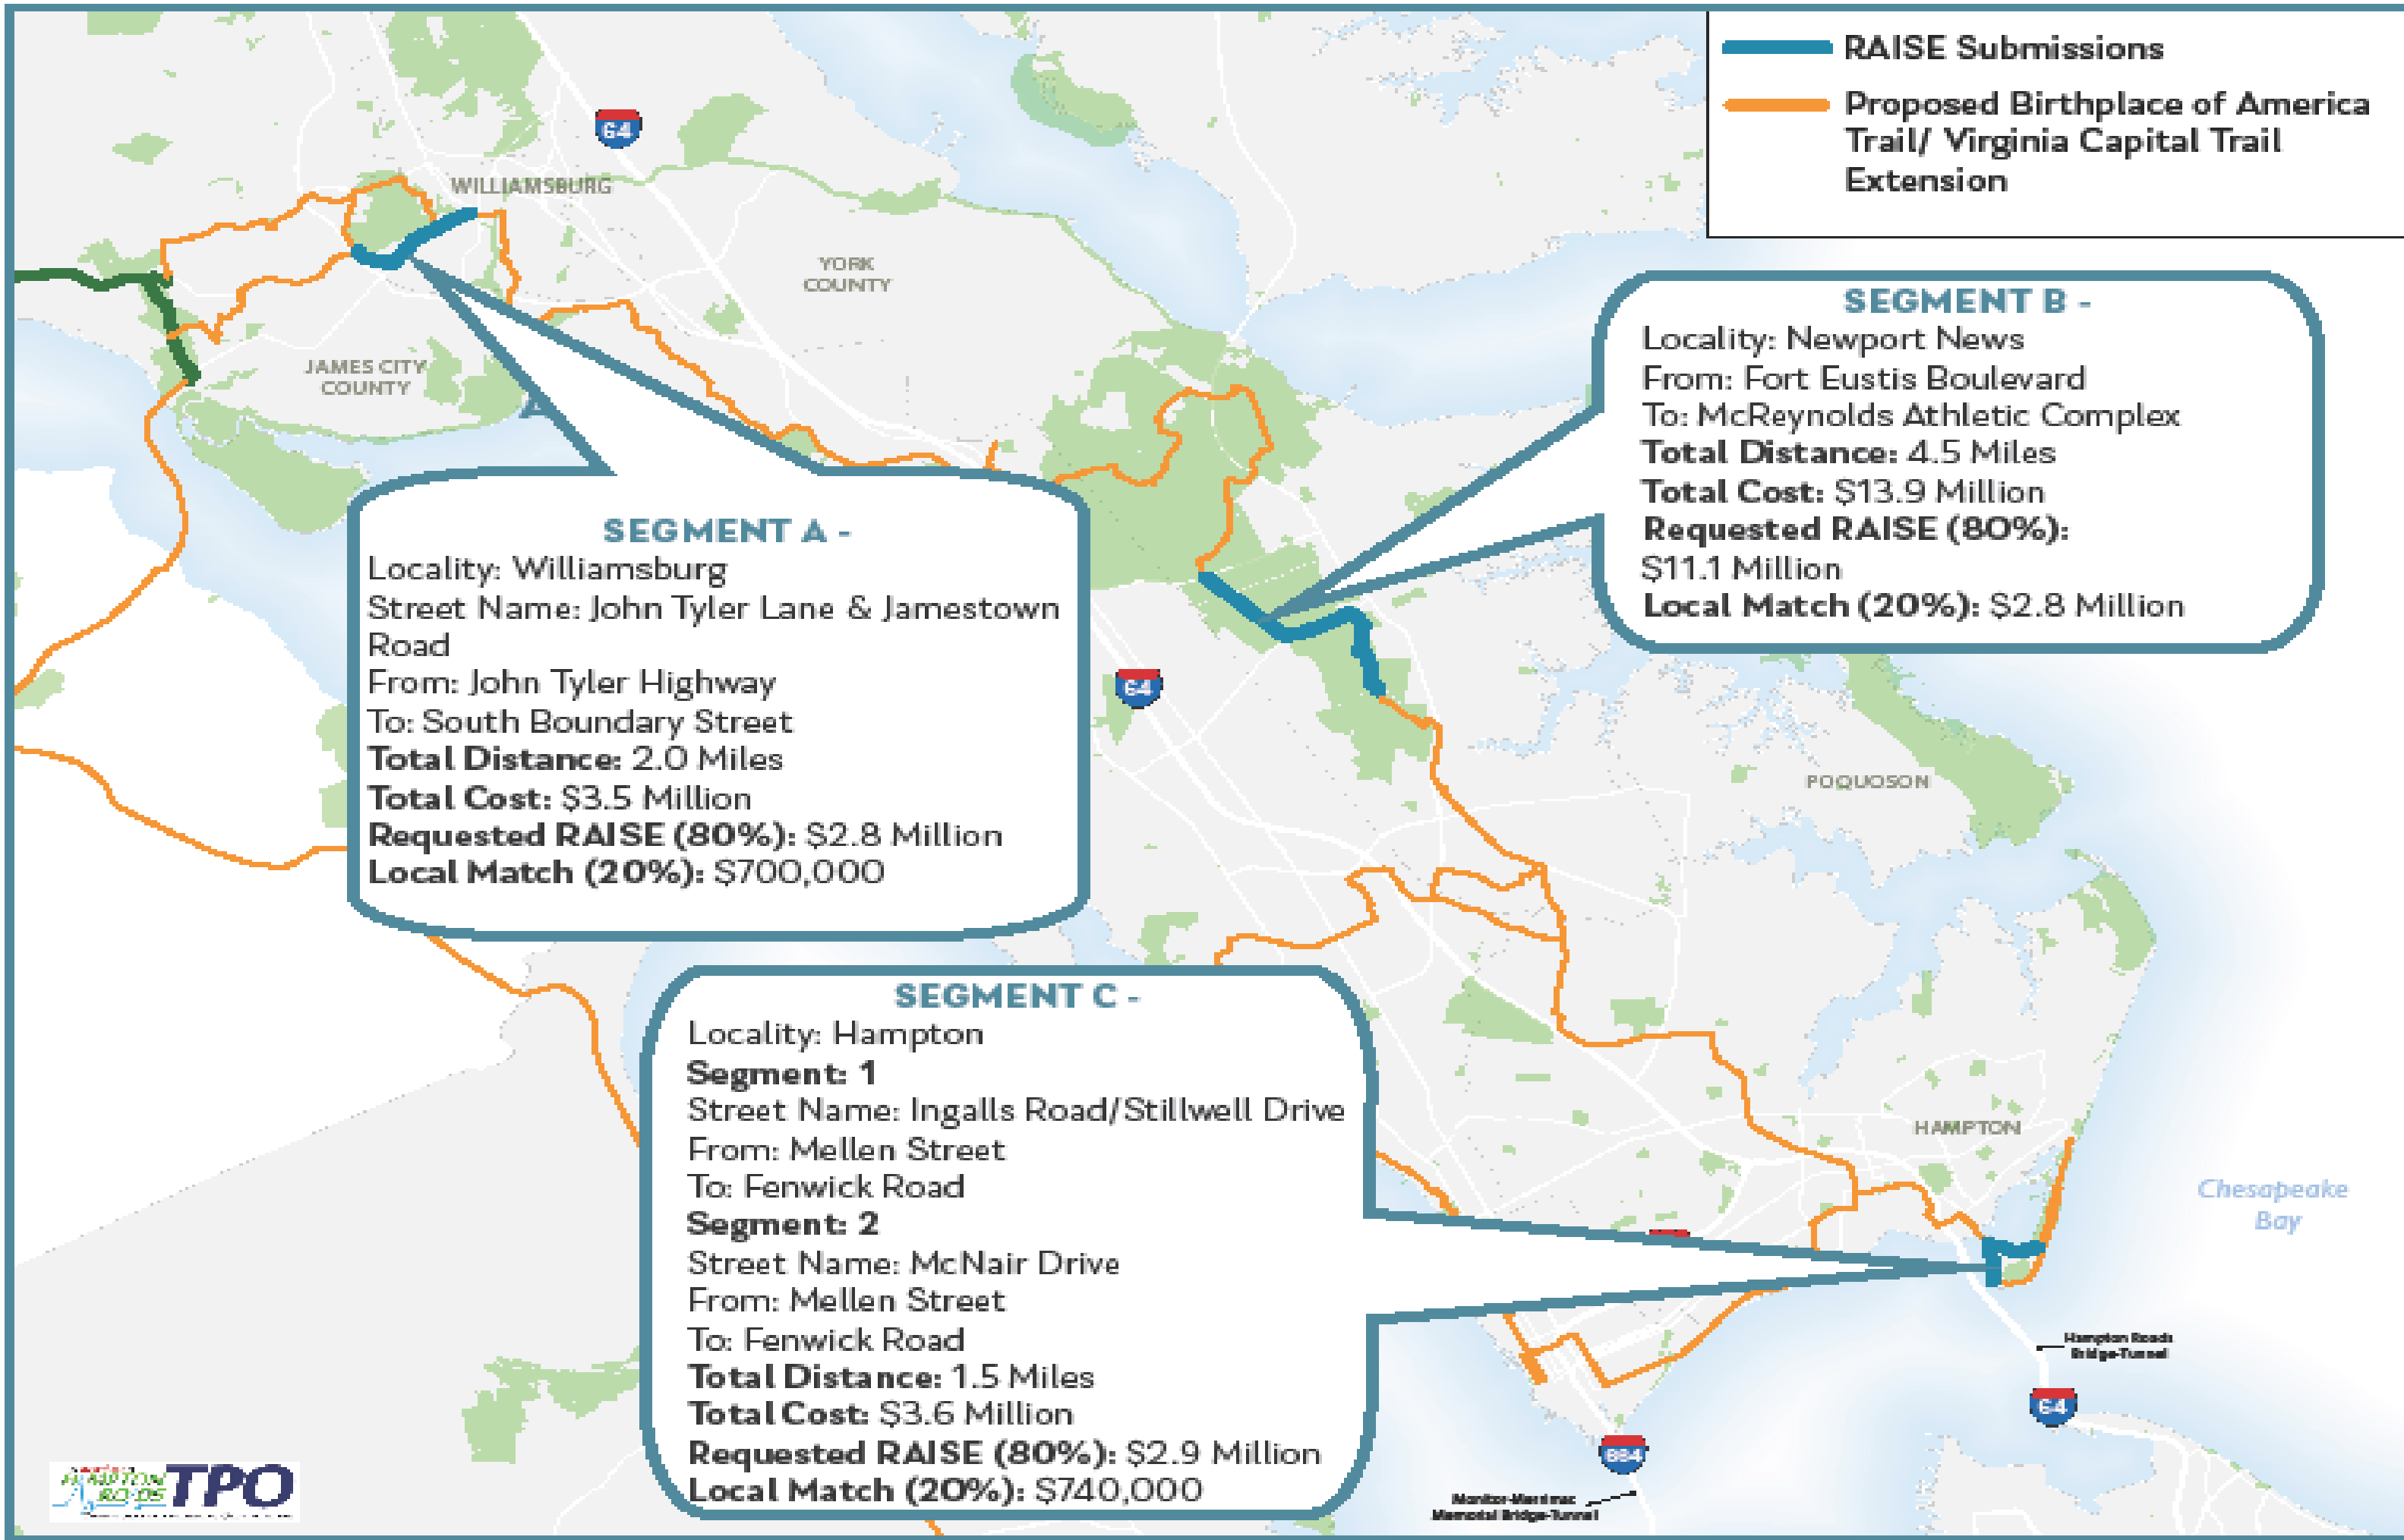 RAISE Submissions
Proposed Birthplace of America
Trail/ Virginia Capital Trail
Extension
64
WILLIAMSBURG
YORK
COUNTY
JAMES CITY
COUNTY
SEGMENT B -
Locality: Newport News
From: Fort Eustis Boulevard
To: McReynolds Athletic Complex
Total Distance: 4.5 Miles
Total Cost: $13.9 Million
Requested RAISE (80%):
$11.1 Million
Local Match (20%): $2.8 Million
SEGMENT A -
Locality: Williamsburg
Street Name: John Tyler Lane & Jamestown
Road
From: John Tyler Highway
To: South Boundary Street
Total Distance: 2.0 Miles
Total Cost: $3.5 Million
Requested RAISE (80%): $2.8 Million
Local Match (20%): $700,000
64
POQUOSON
SEGMENT C -
Locality: Hampton
Segment: 1
Street Name: Ingalls Road/Stillwell Drive
From: Mellen Street
To: Fenwick Road
Segment: 2
Street Name: McNair Drive
From: Mellen Street
To: Fenwick Road
Total Distance: 1.5 Miles
Total Cost: $3.6 Million
Requested RAISE (80%): $2.9 Million
Local Match (20%): $740,000
HAMPTON
Chesapeake
Bay
Hampton Roads
Bridge-Tunnel
64
664
Monitor-Merrimac
Memorial Bridge-Tunnel
HAMPTON
ROADS
TPO